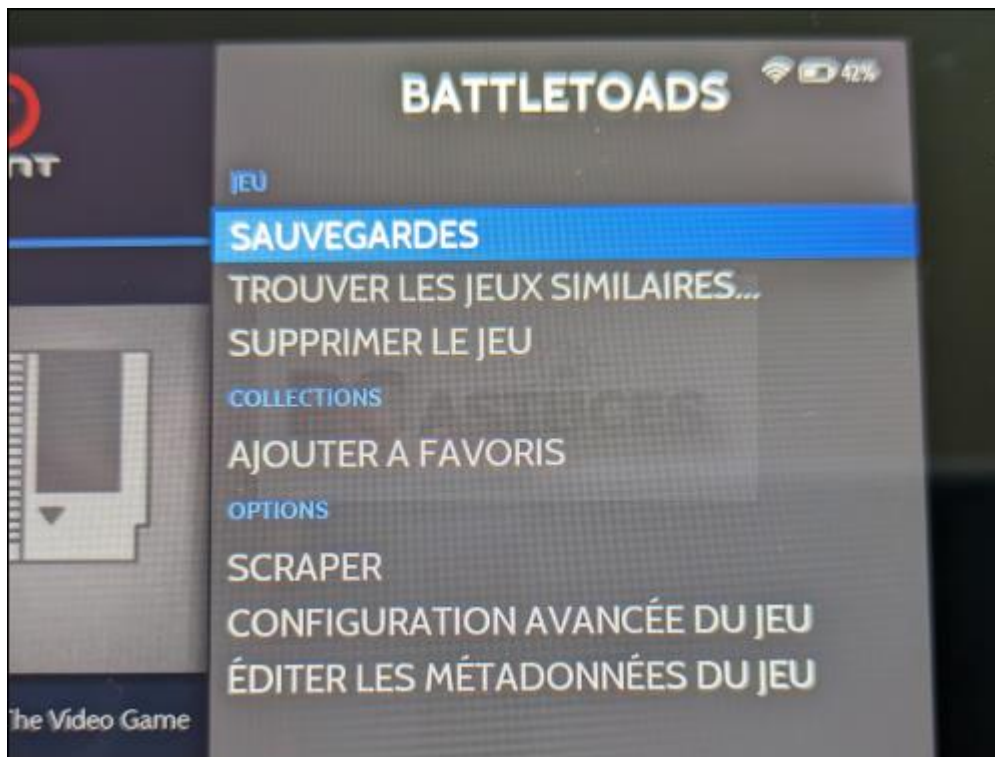 BATTLETOADS
42%
JEU
SAUVEGARDES
TROUVER LES JEUX SIMILAIRES...
SUPPRIMER LE JEU
COLLECTIONS
ASTUCES
AJOUTER A FAVORIS
OPTIONS
SCRAPER
CONFIGURATION AVANCÉE DU JEU
ÉDITER LES MÉTADONNÉES DU JEU
The Video Game